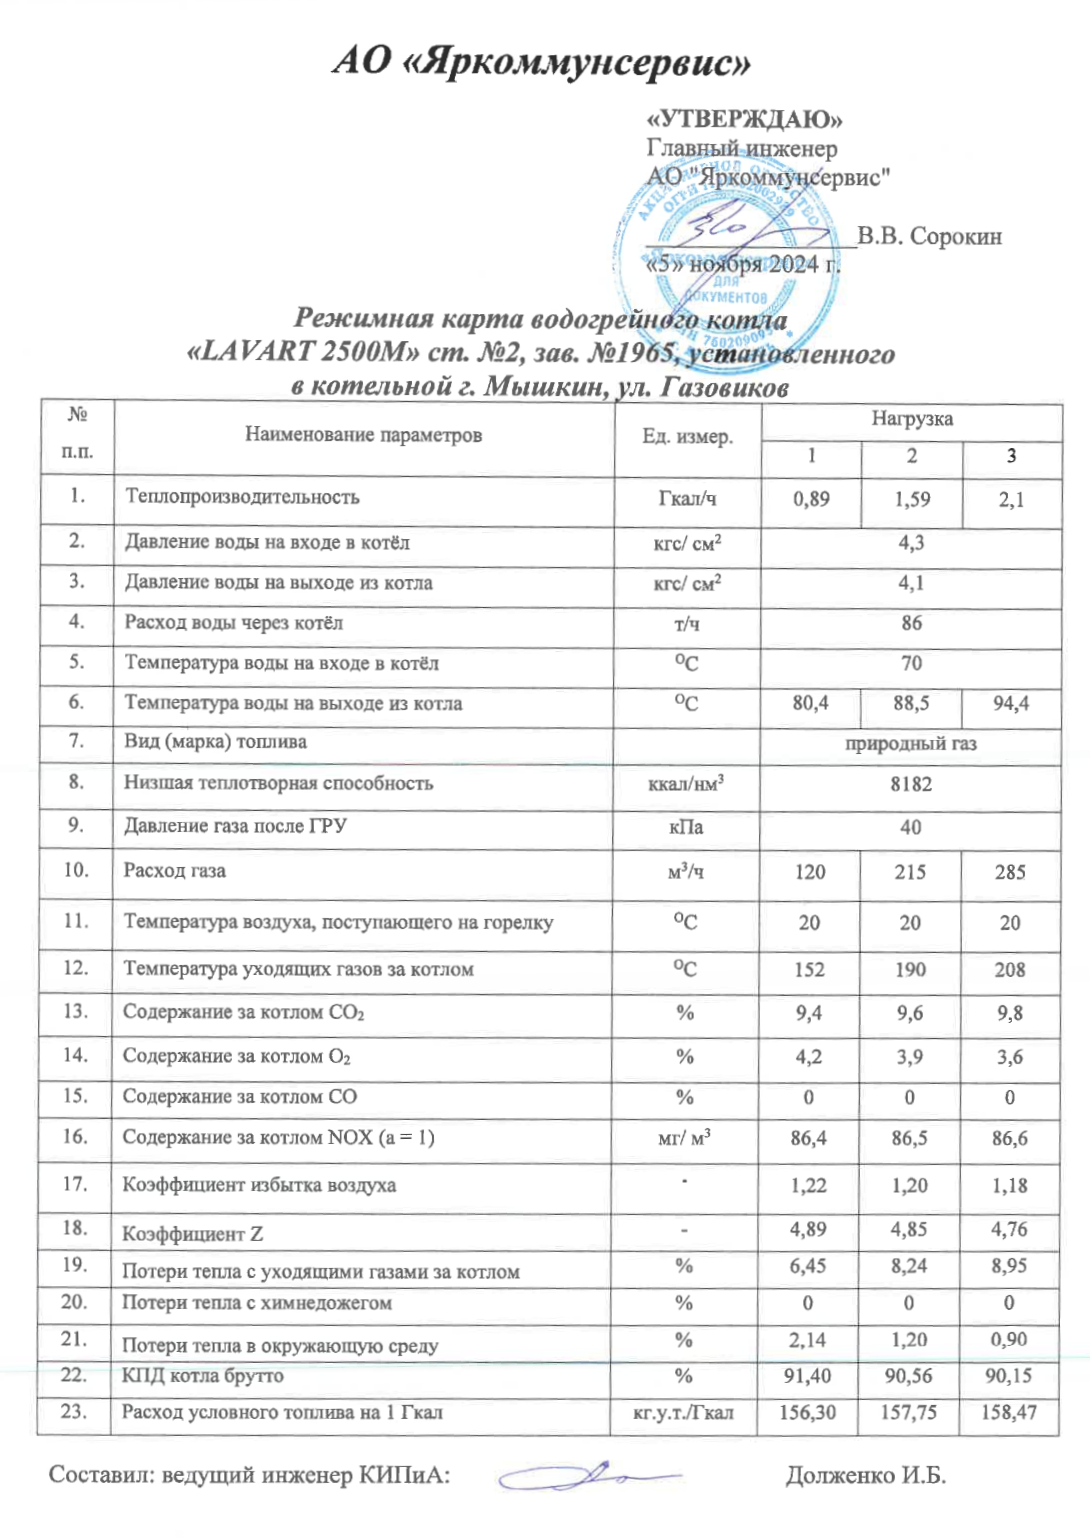 АО «Яркоммунсервис»
«УТВЕРЖДАЮ»
Главный инженер
АО "Яркоммунсервис"
В.В. Сорокин
«5» ноября 2024 г.
АКЦИОНЕРНОЕ ОБЩЕСТВО
«Яркоммунсервис»
ДЛЯ
ДОКУМЕНТОВ
Режимная карта водогрейного котла
«LAVART 2500М» ст. №2, зав. №1965, установленного
в котельной г. Мышкин, ул. Газовиков
№ п.п. Наименование параметров Ед. измер. Нагрузка
1 2 3
1. Теплопроизводительность Гкал/ч 0,89 1,59 2,1
2. Давление воды на входе в котёл кгс/ см² 4,3
3. Давление воды на выходе из котла кгс/ см² 4,1
4. Расход воды через котёл т/ч 86
5. Температура воды на входе в котёл ⁰С 70
6. Температура воды на выходе из котла ⁰С 80,4 88,5 94,4
7. Вид (марка) топлива природный газ
8. Низшая теплотворная способность ккал/нм³ 8182
9. Давление газа после ГРУ кПа 40
10. Расход газа м³/ч 120 215 285
11. Температура воздуха, поступающего на горелку ⁰С 20 20 20
12. Температура уходящих газов за котлом ⁰С 152 190 208
13. Содержание за котлом CO₂ % 9,4 9,6 9,8
14. Содержание за котлом O₂ % 4,2 3,9 3,6
15. Содержание за котлом CO % 0 0 0
16. Содержание за котлом NOX (a = 1) мг/ м³ 86,4 86,5 86,6
17. Коэффициент избытка воздуха - 1,22 1,20 1,18
18. Коэффициент Z - 4,89 4,85 4,76
19. Потери тепла с уходящими газами за котлом % 6,45 8,24 8,95
20. Потери тепла с химнедожегом % 0 0 0
21. Потери тепла в окружающую среду % 2,14 1,20 0,90
22. КПД котла брутто % 91,40 90,56 90,15
23. Расход условного топлива на 1 Гкал кг.у.т./Гкал 156,30 157,75 158,47
Составил: ведущий инженер КИПиА: Долженко И.Б.